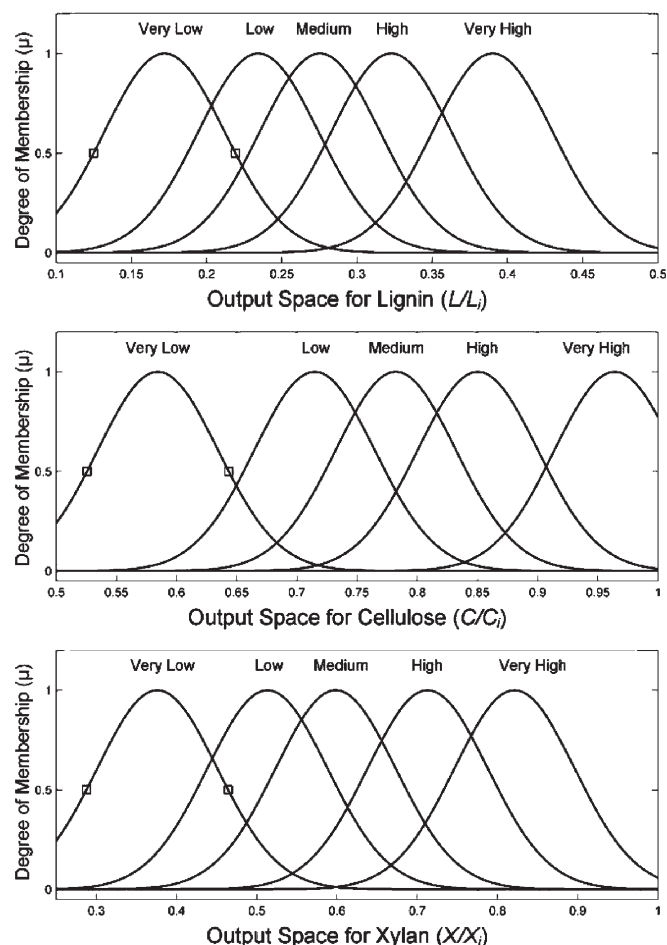 Very Low Low Medium High Very High
Degree of Membership (μ)
1
0.5
0
0.1 0.15 0.2 0.25 0.3 0.35 0.4 0.45 0.5
Output Space for Lignin (L/Li)
Very Low Low Medium High Very High
Degree of Membership (μ)
1
0.5
0
0.5 0.55 0.6 0.65 0.7 0.75 0.8 0.85 0.9 0.95 1
Output Space for Cellulose (C/Ci)
Very Low Low Medium High Very High
Degree of Membership (μ)
1
0.5
0
0.3 0.4 0.5 0.6 0.7 0.8 0.9 1
Output Space for Xylan (X/Xi)